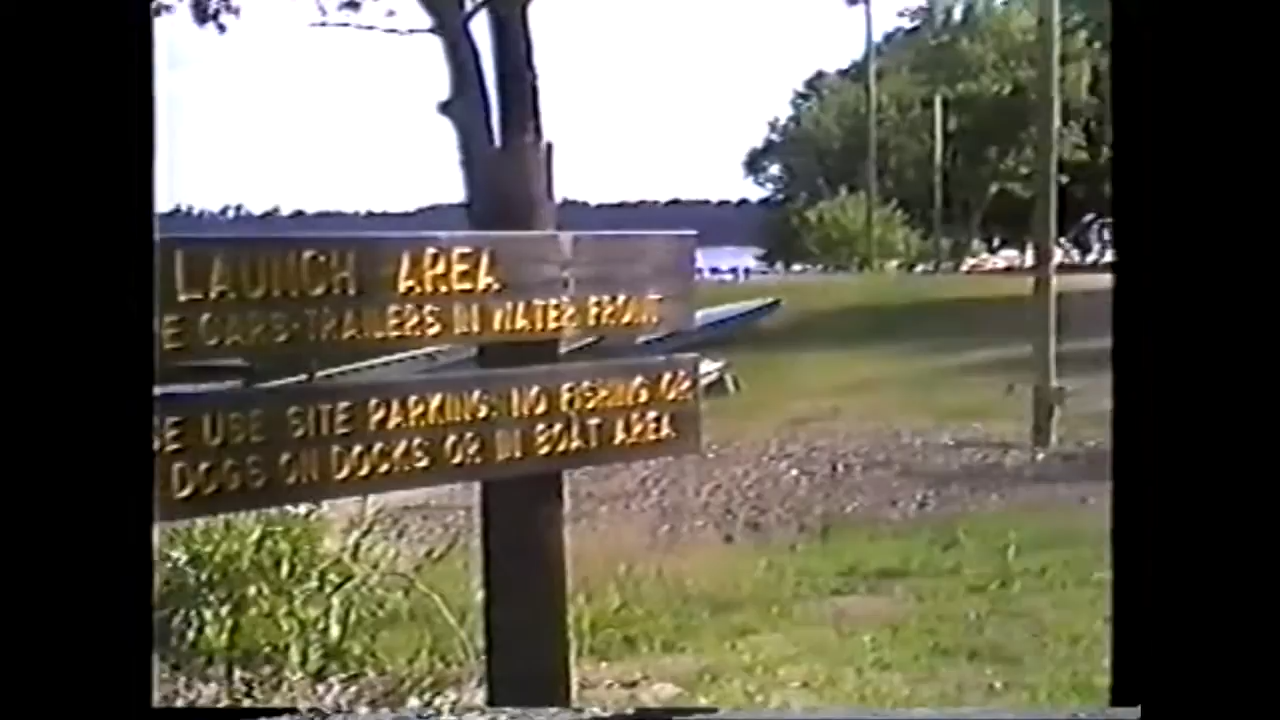 LAUNCH AREA
E CARS-TRAILERS IN WATER FRONT
SE USE SITE PARKING. NO FISHING OR
DOGS ON DOCKS OR IN BOAT AREA